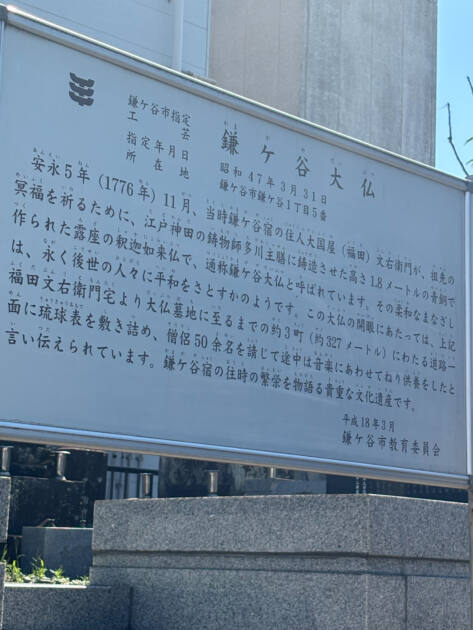 鎌ケ谷市指定
工芸
鎌ケ谷大仏
指定年月日 昭和47年3月31日
所在地 鎌ケ谷市鎌ケ谷1丁目5番
安永5年(1776年)11月、当時鎌ケ谷宿の住人大国屋(福田)文右衛門が、祖先の
冥福を祈るために、江戸神田の鋳物師多川主膳に鋳造させた高さ1.8メートルの青銅で
作られた露座の釈迦如来仏で、通称鎌ケ谷大仏と呼ばれています。その柔和なまなざし
は、永く後世の人々に平和をさとすかのようです。この大仏の開眼にあたっては、上記
福田文右衛門宅より大仏墓地に至るまでの約3町(約327メートル)にわたる道路一
面に琉球表を敷き詰め、僧侶50余名を請じて途中は音楽にあわせてねり供養をしたと
言い伝えられています。鎌ケ谷宿の往時の繁栄を物語る貴重な文化遺産です。
平成18年3月
鎌ケ谷市教育委員会